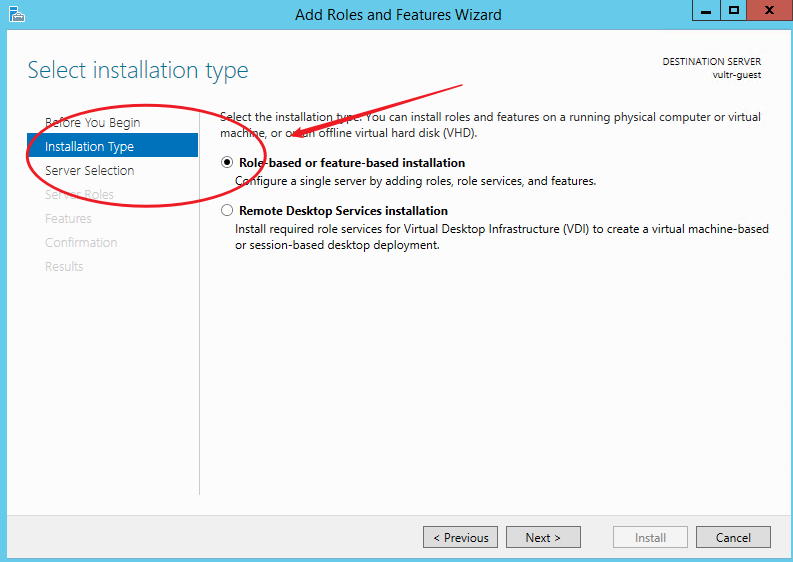 Add Roles and Features Wizard
Select installation type
DESTINATION SERVER
vultr-guest
Before You Begin
Installation Type
Server Selection
Server Roles
Features
Confirmation
Results
Select the installation type. You can install roles and features on a running physical computer or virtual
machine, or on an offline virtual hard disk (VHD).
Role-based or feature-based installation
Configure a single server by adding roles, role services, and features.
Remote Desktop Services installation
Install required role services for Virtual Desktop Infrastructure (VDI) to create a virtual machine-based
or session-based desktop deployment.
< Previous
Next >
Install
Cancel